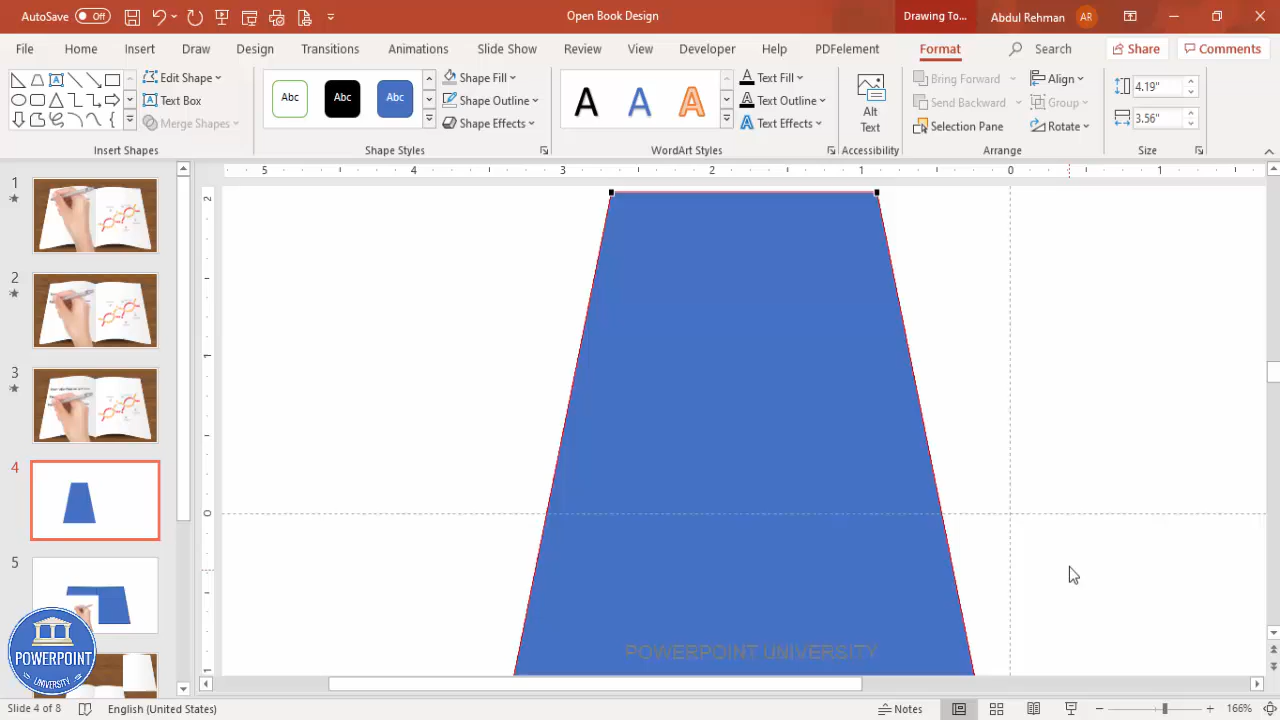 AutoSave Off
Open Book Design
Drawing To...
Abdul Rehman AR
File Home Insert Draw Design Transitions Animations Slide Show Review View Developer Help PDFelement Format Search Share Comments
Edit Shape
Text Box
Merge Shapes
Insert Shapes
Abc Abc Abc
Shape Fill
Shape Outline
Shape Effects
Shape Styles
A A A
Text Fill
Text Outline
Text Effects
WordArt Styles
Alt
Text
Accessibility
Bring Forward
Send Backward
Selection Pane
Align
Group
Rotate
Arrange
4.19"
3.56"
Size
5 4 3 2 1 0 1
2
1
0
1
1
2
3
4
5
POWERPOINT UNIVERSITY
POWERPOINT
UNIVERSITY
Slide 4 of 8 English (United States) Notes 166%